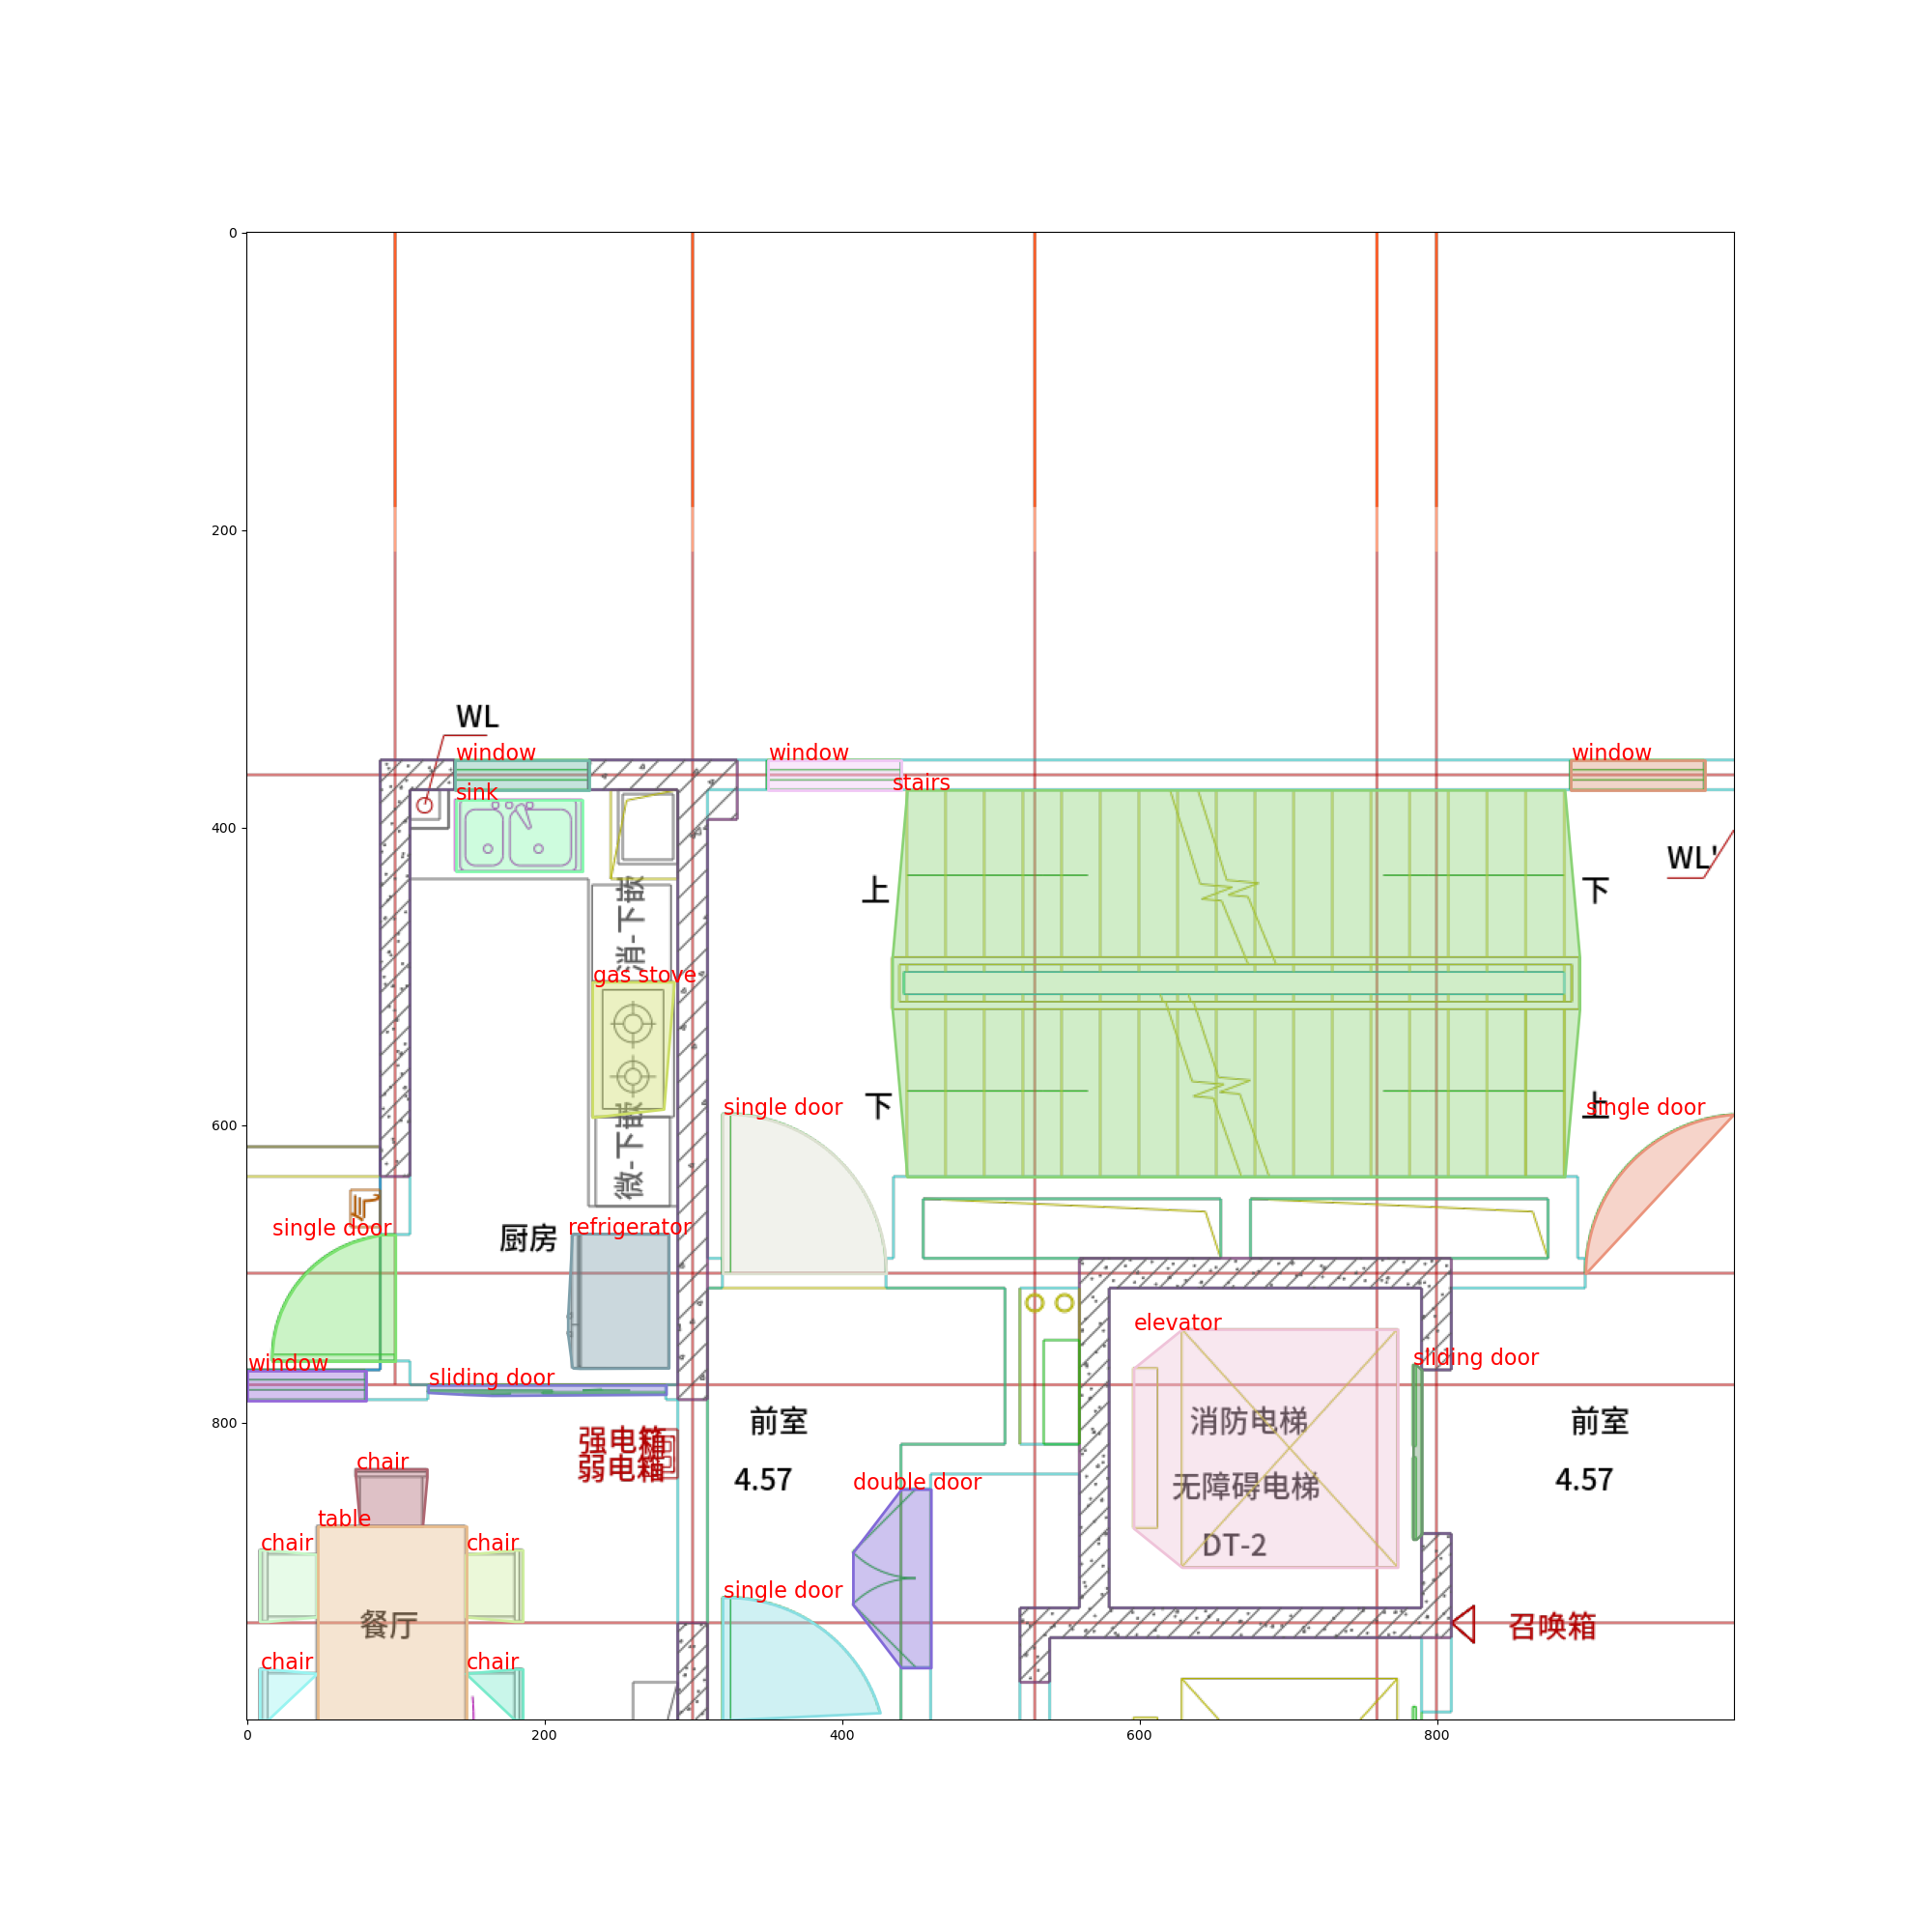 0
200
400
600
800
0
200
400
600
800
WL
window
window
window
stairs
sink
WL'
上
下
消-下嵌
gas stove
single door
下
single door
上
微-下嵌
气
single door
厨房
refrigerator
elevator
window
sliding door
sliding door
前室
消防电梯
前室
强电箱
弱电箱
chair
4.57
double door
无障碍电梯
4.57
table
chair
chair
DT-2
single door
餐厅
召唤箱
chair
chair